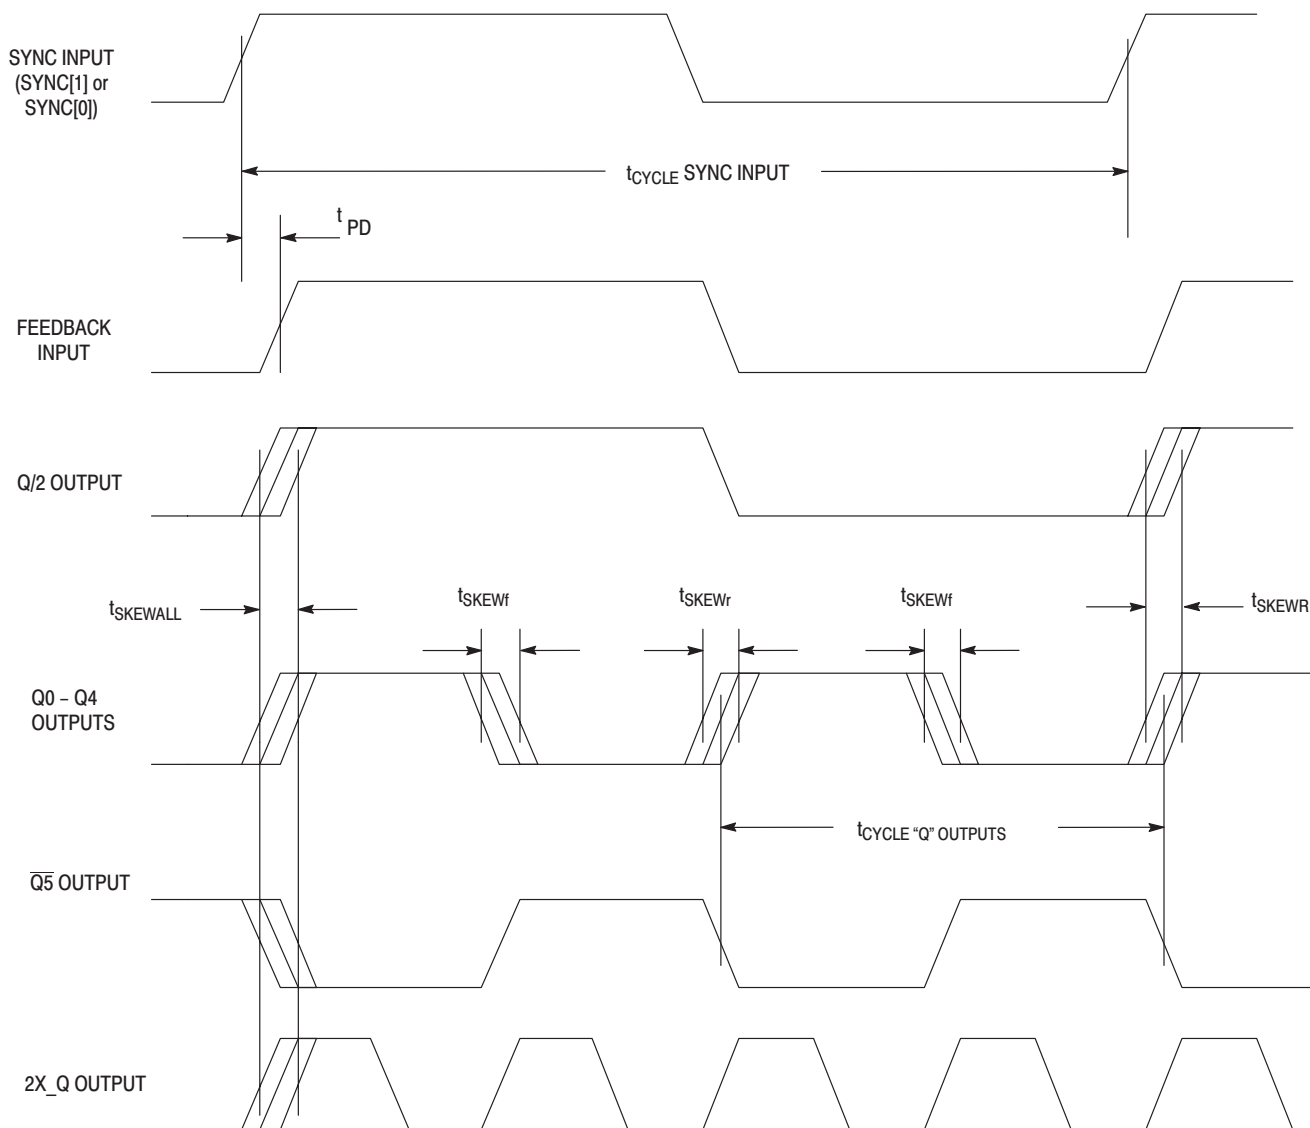 SYNC INPUT
(SYNC[1] or
SYNC[0])
tCYCLE SYNC INPUT
t PD
FEEDBACK
INPUT
Q/2 OUTPUT
tSKEWALL
tSKEWf
tSKEWr
tSKEWf
tSKEWR
Q0 – Q4
OUTPUTS
tCYCLE “Q” OUTPUTS
Q̅5̅ OUTPUT
2X_Q OUTPUT